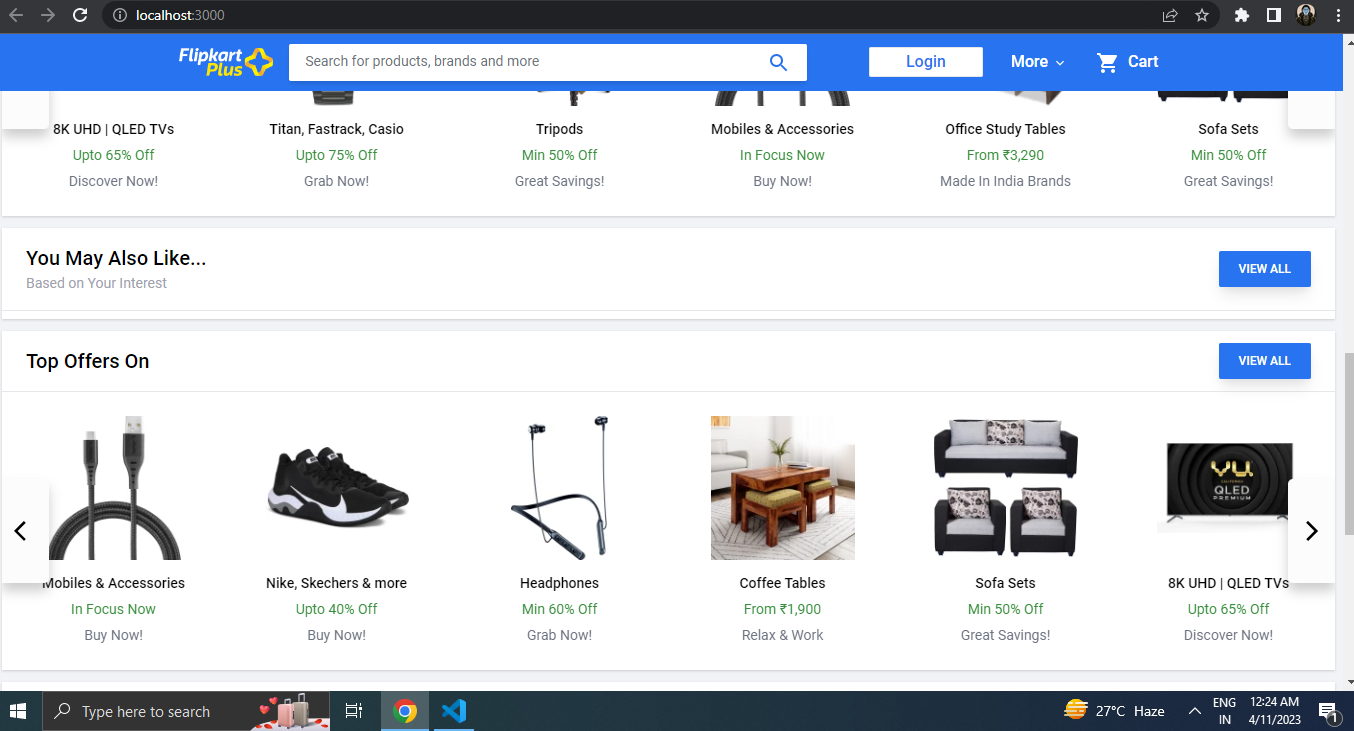 localhost:3000
Flipkart
Plus
Search for products, brands and more
Login
More
Cart
8K UHD | QLED TVs
Titan, Fastrack, Casio
Tripods
Mobiles & Accessories
Office Study Tables
Sofa Sets
Upto 65% Off
Upto 75% Off
Min 50% Off
In Focus Now
From ₹3,290
Min 50% Off
Discover Now!
Grab Now!
Great Savings!
Buy Now!
Made In India Brands
Great Savings!
You May Also Like...
Based on Your Interest
VIEW ALL
Top Offers On
VIEW ALL
VU
CALIFORNIA
QLED
PREMIUM
Mobiles & Accessories
Nike, Skechers & more
Headphones
Coffee Tables
Sofa Sets
8K UHD | QLED TVs
In Focus Now
Upto 40% Off
Min 60% Off
From ₹1,900
Min 50% Off
Upto 65% Off
Buy Now!
Buy Now!
Grab Now!
Relax & Work
Great Savings!
Discover Now!
Type here to search
27°C Haze
ENG
IN
12:24 AM
4/11/2023
1